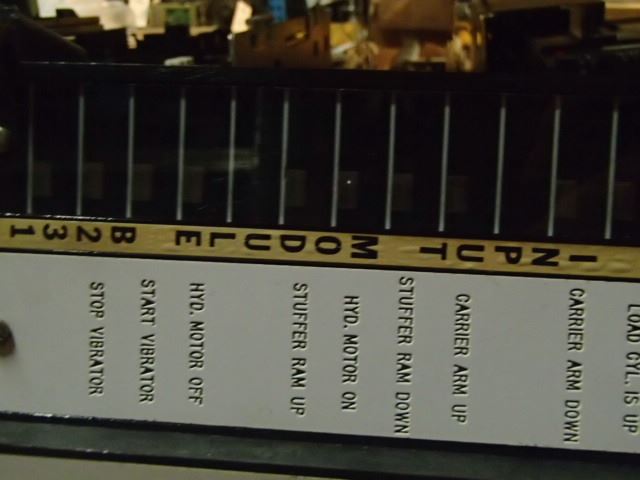 INPUT MODULE B231
LOAD CYL. IS UP
CARRIER ARM DOWN
CARRIER ARM UP
STUFFER RAM DOWN
HYD. MOTOR ON
STUFFER RAM UP
HYD. MOTOR OFF
START VIBRATOR
STOP VIBRATOR